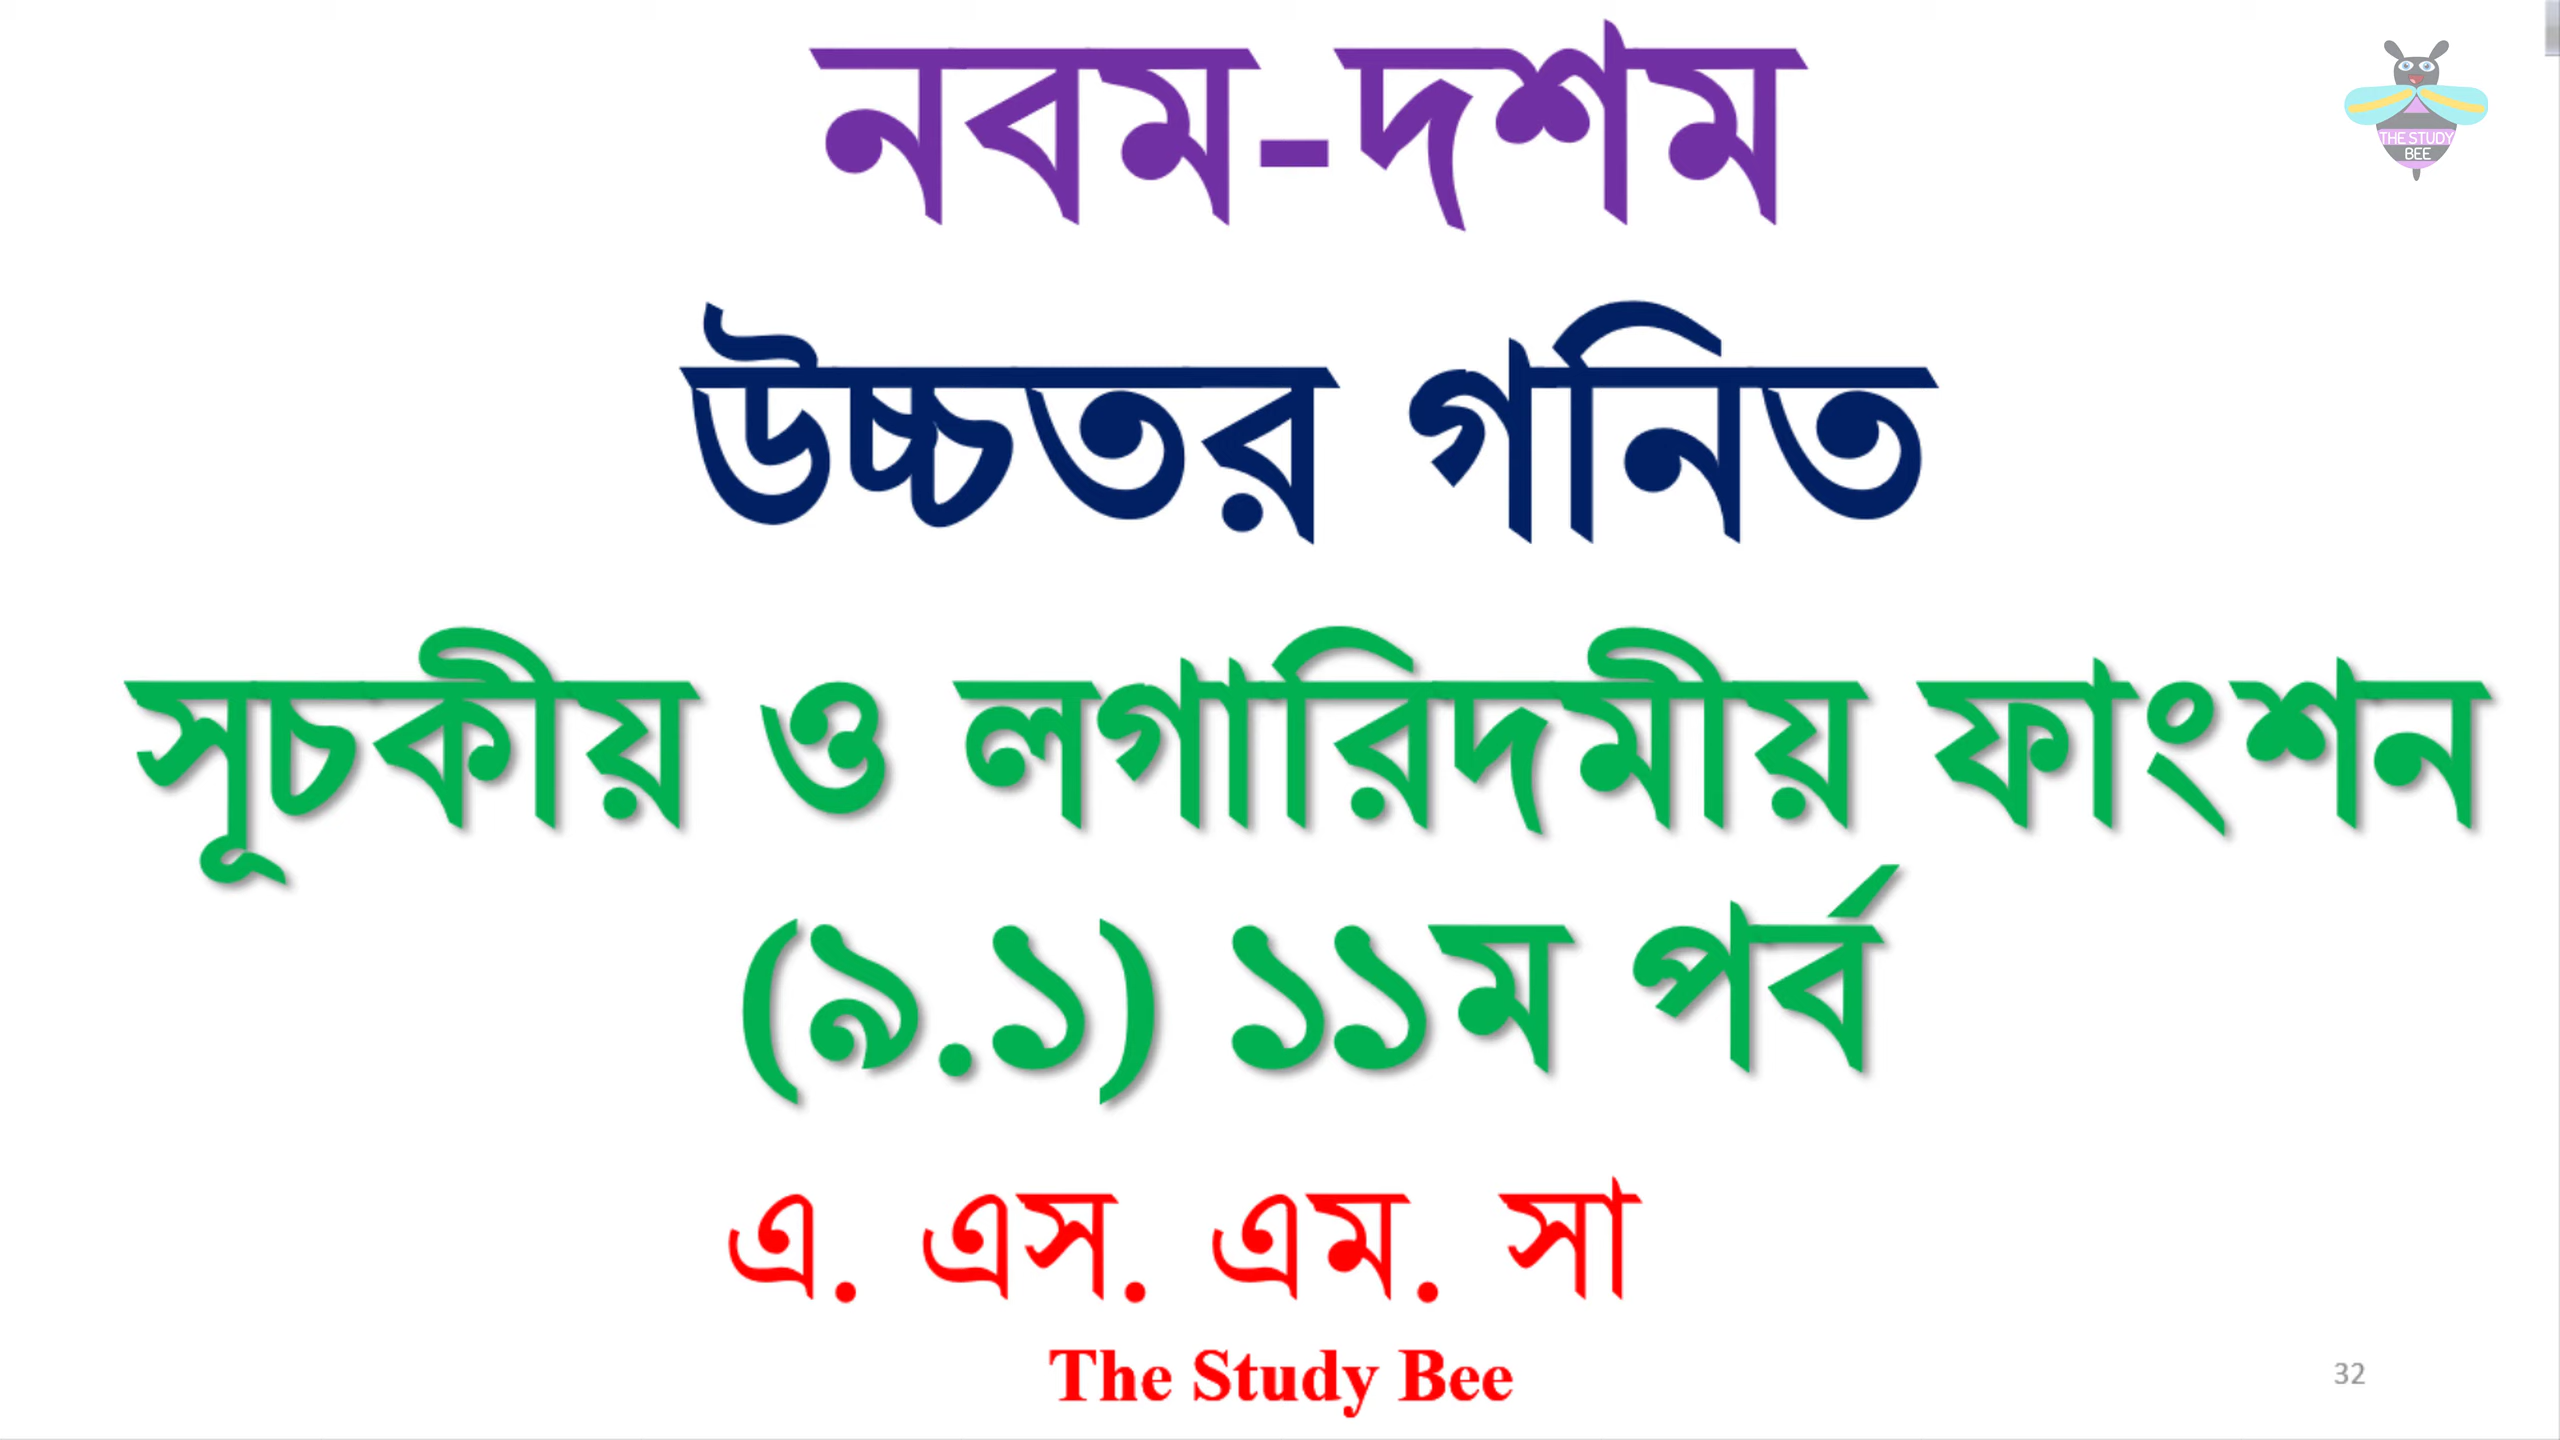 THE STUDY
BEE
নবম-দশম
উচ্চতর গনিত
সূচকীয় ও লগারিদমীয় ফাংশন
(৯.১) ১১ম পর্ব
এ. এস. এম. সা
The Study Bee
32